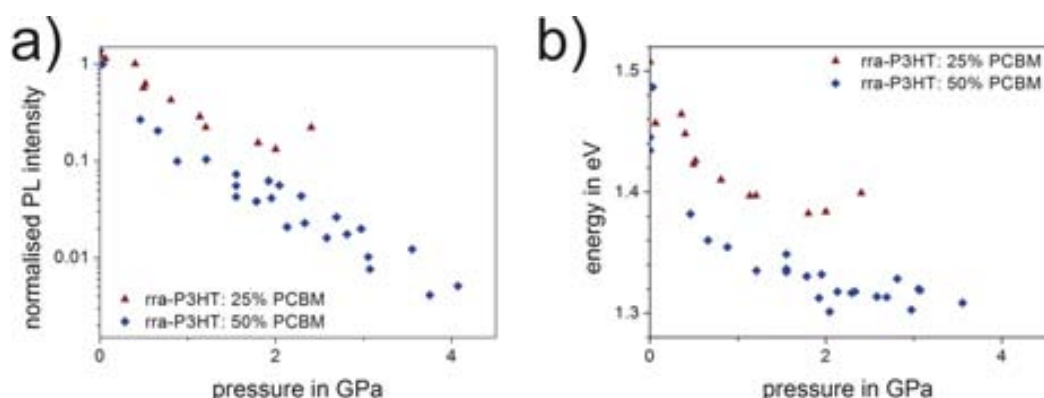 a)
normalised PL intensity
1
0.1
0.01
rra-P3HT: 25% PCBM
rra-P3HT: 50% PCBM
0
2
4
pressure in GPa
b)
energy in eV
1.5
1.4
1.3
rra-P3HT: 25% PCBM
rra-P3HT: 50% PCBM
0
2
4
pressure in GPa